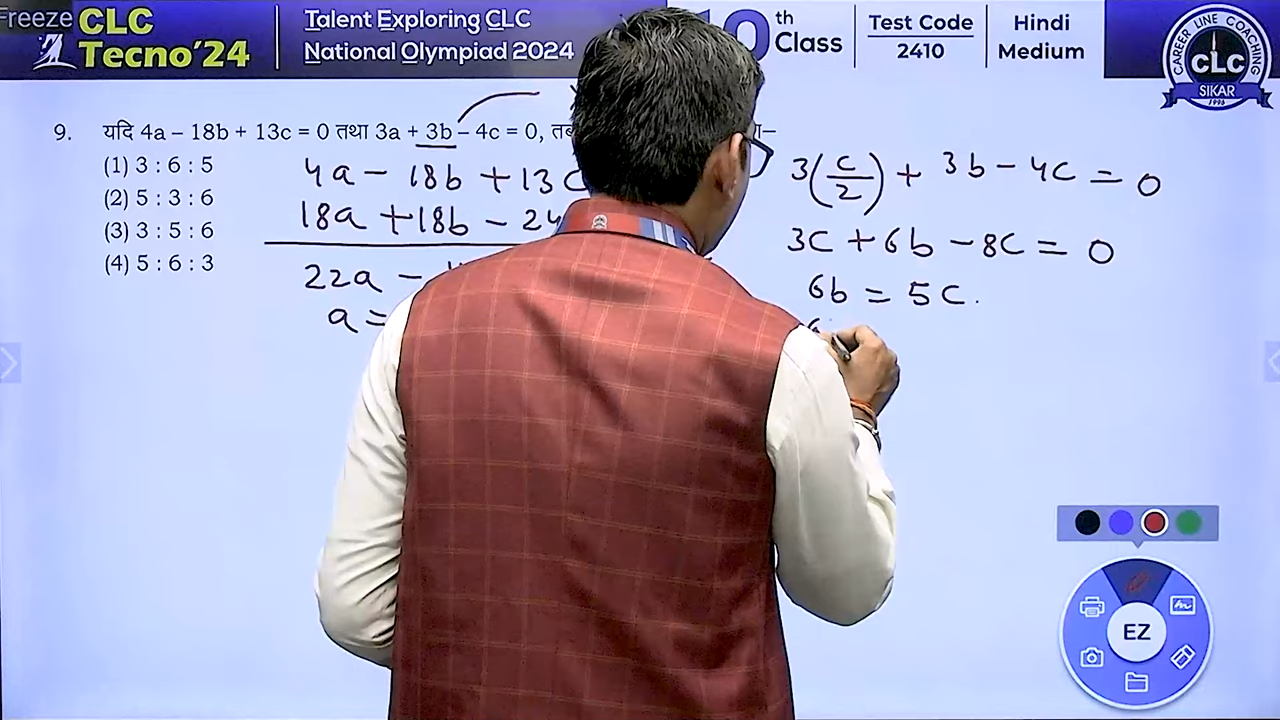 Freeze
CLC
Tecno'24
Talent Exploring CLC
National Olympiad 2024
10th
Class
Test Code
2410
Hindi
Medium
CAREER LINE COACHING
CLC
SIKAR
1996
9. यदि 4a – 18b + 13c = 0 तथा 3a + 3b – 4c = 0,
(1) 3 : 6 : 5
(2) 5 : 3 : 6
(3) 3 : 5 : 6
(4) 5 : 6 : 3
4a - 18b + 13c
18a + 18b - 24
22a -
a =
3(c/2) + 3b - 4c = 0
3c + 6b - 8c = 0
6b = 5c.
EZ